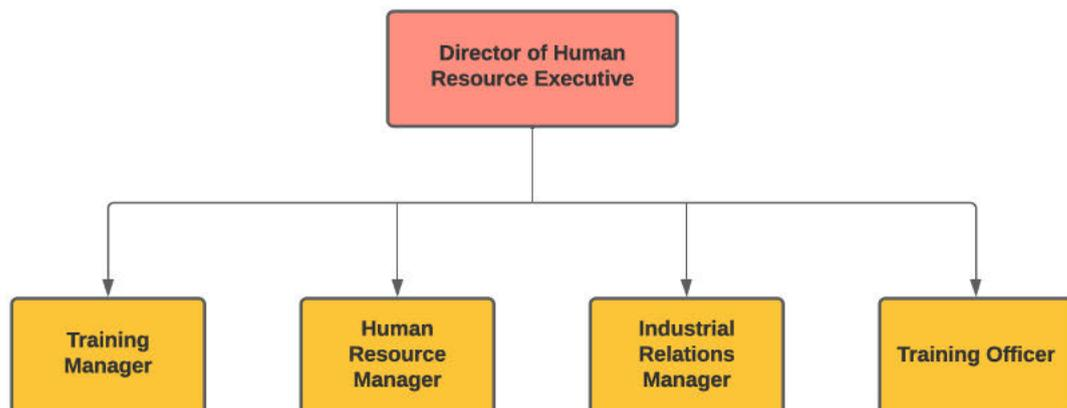 Director of Human
Resource Executive
Training
Manager
Human
Resource
Manager
Industrial
Relations
Manager
Training Officer